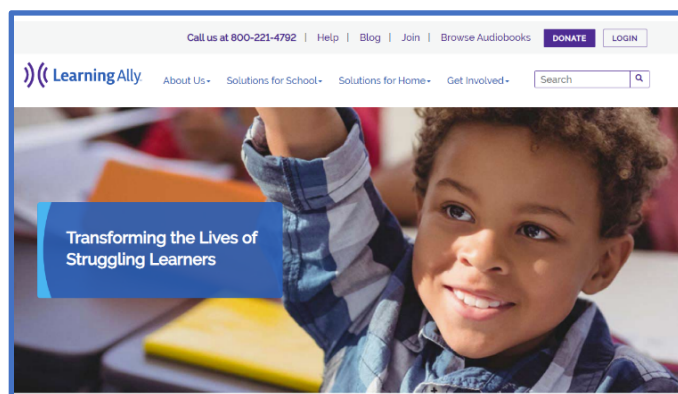 Call us at 800-221-4792 | Help | Blog | Join | Browse Audiobooks DONATE LOGIN
Learning Ally.
About Us Solutions for School Solutions for Home Get Involved Search
Transforming the Lives of
Struggling Learners